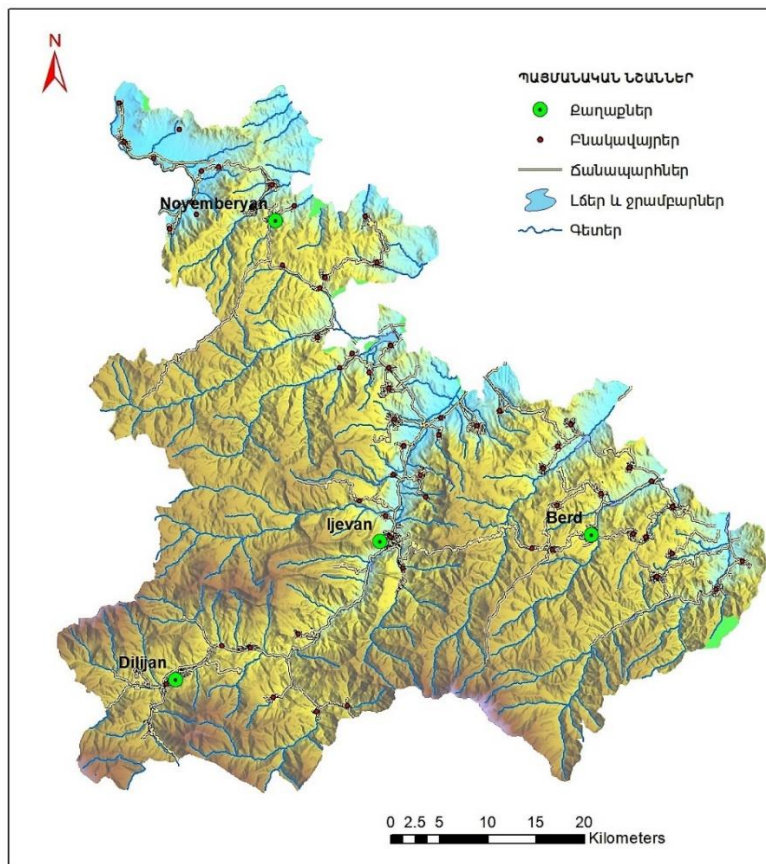 N
ՊԱՅՄԱՆԱԿԱՆ ՆՇԱՆՆԵՐ
Քաղաքներ
Բնակավայրեր
Ճանապարհներ
Լճեր և ջրամբարներ
Գետեր
Noyemberyan
Ijevan
Berd
Dilijan
0 2.5 5 10 15 20
Kilometers